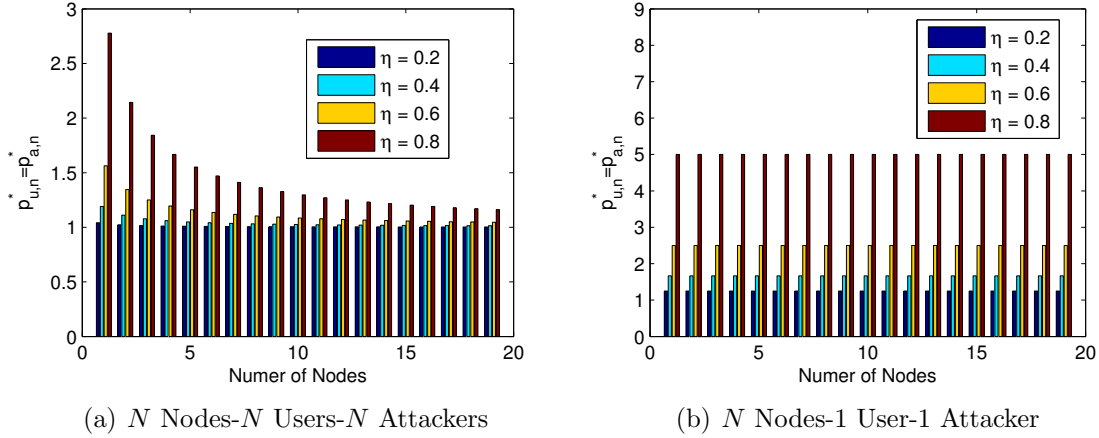 3
2.5
2
1.5
1
0.5
0
0 5 10 15 20
p*u,n=p*a,n
Numer of Nodes
η = 0.2
η = 0.4
η = 0.6
η = 0.8
(a) N Nodes-N Users-N Attackers
9
8
7
6
5
4
3
2
1
0
0 5 10 15 20
p*u,n=p*a,n
Numer of Nodes
η = 0.2
η = 0.4
η = 0.6
η = 0.8
(b) N Nodes-1 User-1 Attacker